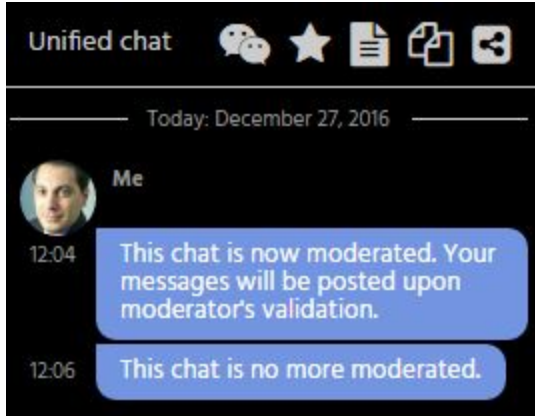 Unified chat
Today: December 27, 2016
Me
12:04
This chat is now moderated. Your
messages will be posted upon
moderator's validation.
12:06
This chat is no more moderated.